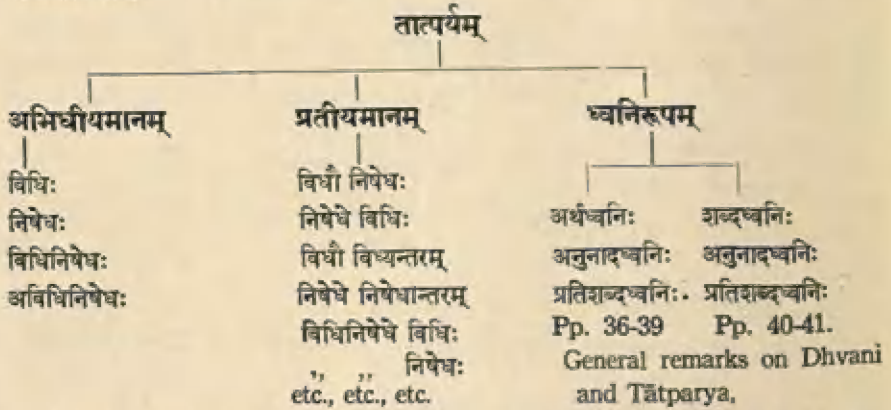 तात्पर्यम्
अभिधीयमानम् प्रतीयमानम् ध्वनिरूपम्
विधिः
निषेधः
विधिनिषेधः
अविधिनिषेधः
विधौ निषेधः
निषेधे विधिः
विधौ विध्यन्तरम्
निषेधे निषेधान्तरम्
विधिनिषेधे विधिः
,, ,, निषेधः
etc., etc., etc.
अर्थध्वनिः शब्दध्वनिः
अनुनादध्वनिः अनुनादध्वनिः
प्रतिशब्दध्वनिः. प्रतिशब्दध्वनिः
Pp. 36-39 Pp. 40-41.
General remarks on Dhvani
and Tātparya,